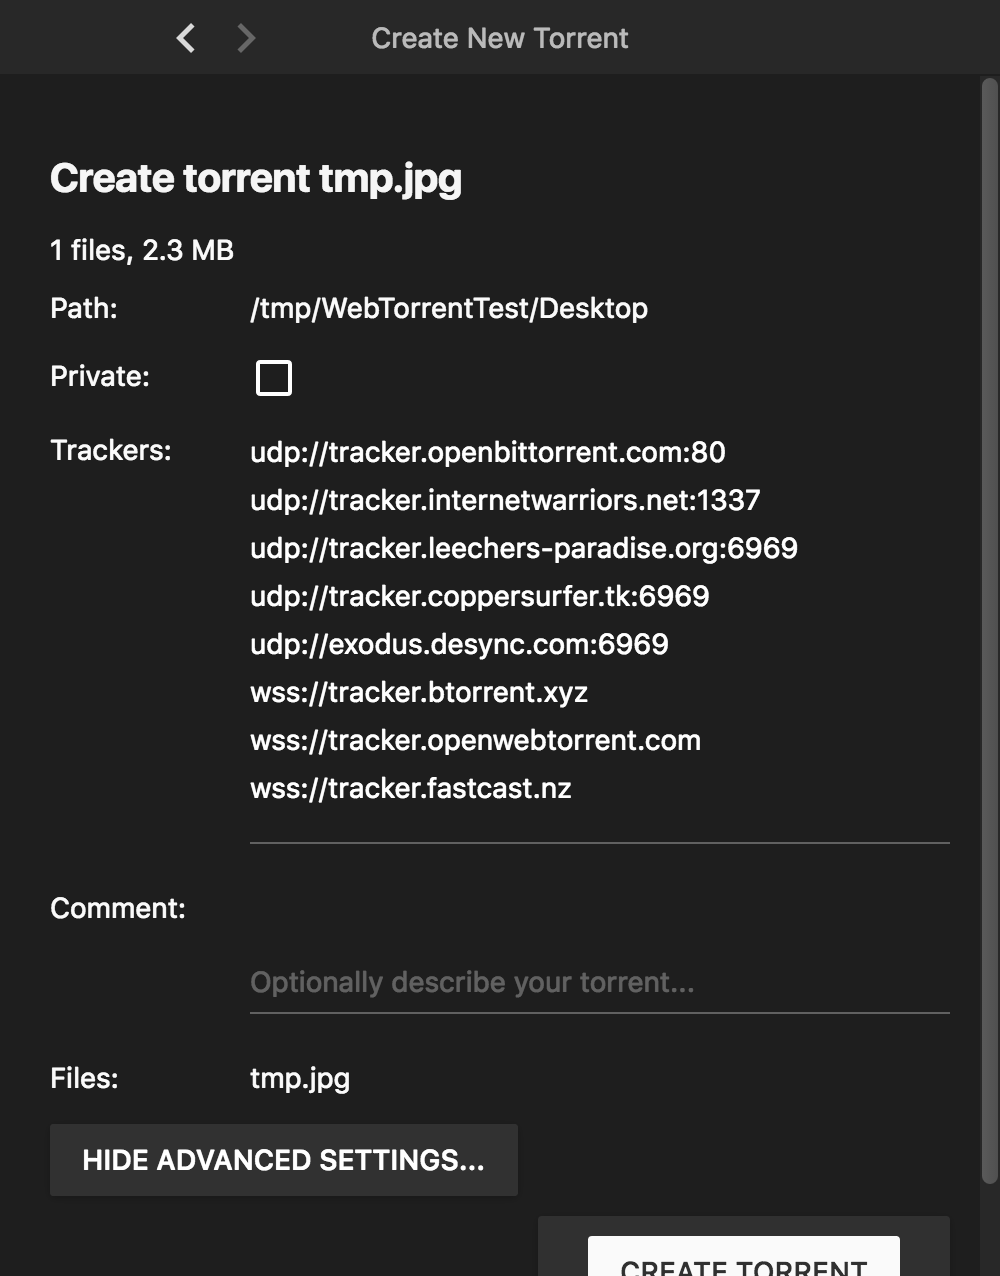 Create New Torrent
Create torrent tmp.jpg
1 files, 2.3 MB
Path: /tmp/WebTorrentTest/Desktop
Private:
Trackers: udp://tracker.openbittorrent.com:80
udp://tracker.internetwarriors.net:1337
udp://tracker.leechers-paradise.org:6969
udp://tracker.coppersurfer.tk:6969
udp://exodus.desync.com:6969
wss://tracker.btorrent.xyz
wss://tracker.openwebtorrent.com
wss://tracker.fastcast.nz
Comment:
Optionally describe your torrent...
Files: tmp.jpg
HIDE ADVANCED SETTINGS...
CREATE TORRENT